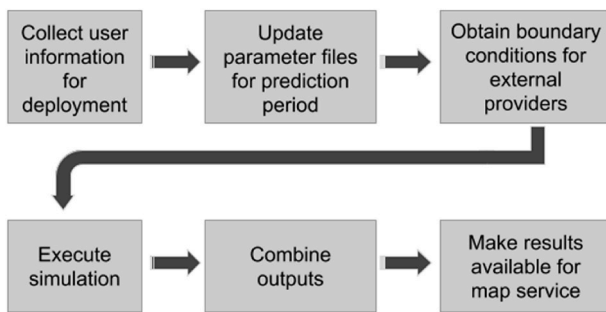 Collect user
information
for
deployment
Update
parameter files
for prediction
period
Obtain boundary
conditions for
external
providers
Execute
simulation
Combine
outputs
Make results
available for
map service